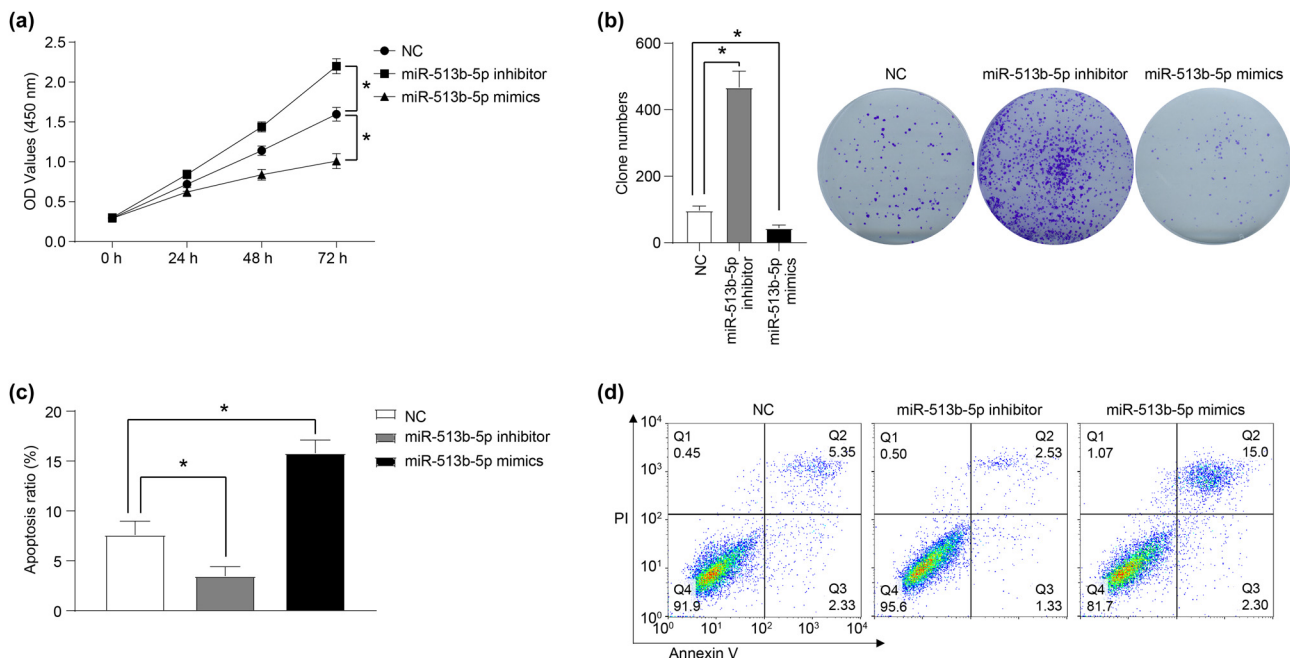 (a)
2.5
2.0
1.5
1.0
0.5
0.0
OD Values (450 nm)
0 h
24 h
48 h
72 h
NC
miR-513b-5p inhibitor
miR-513b-5p mimics
*
*
(b)
600
400
200
0
Clone numbers
*
*
NC
miR-513b-5p
inhibitor
miR-513b-5p
mimics
NC
miR-513b-5p inhibitor
miR-513b-5p mimics
(c)
20
15
10
5
0
Apoptosis ratio (%)
*
*
NC
miR-513b-5p inhibitor
miR-513b-5p mimics
(d)
NC
miR-513b-5p inhibitor
miR-513b-5p mimics
10⁴
10³
10²
10¹
10⁰
PI
Q1
0.45
Q2
5.35
Q4
91.9
Q3
2.33
Q1
0.50
Q2
2.53
Q4
95.6
Q3
1.33
Q1
1.07
Q2
15.0
Q4
81.7
Q3
2.30
10⁰
10¹
10²
10³
10⁴
Annexin V